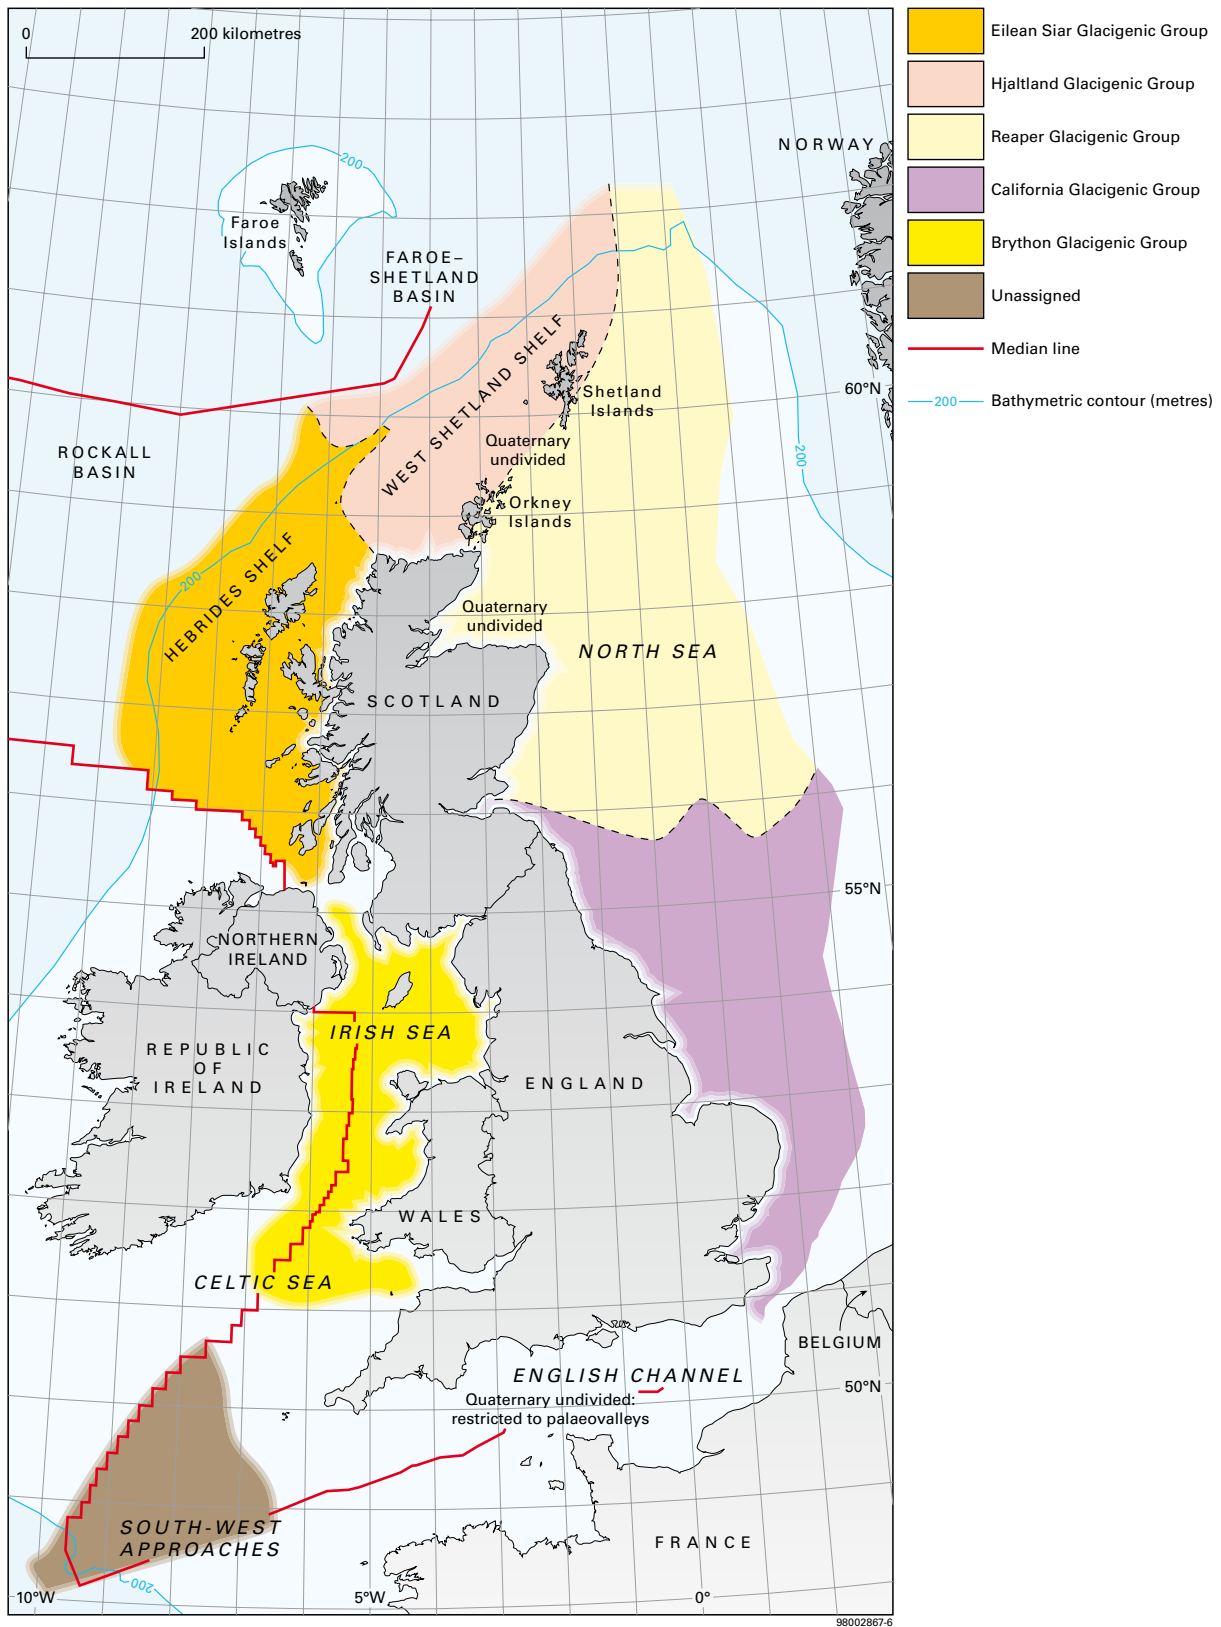 0 200 kilometres
Eilean Siar Glacigenic Group
Hjaltland Glacigenic Group
Reaper Glacigenic Group
California Glacigenic Group
Brython Glacigenic Group
Unassigned
Median line
200 Bathymetric contour (metres)
NORWAY
200
Faroe
Islands
FAROE–
SHETLAND
BASIN
WEST SHETLAND SHELF
60°N
Shetland
Islands
Quaternary
undivided
200
ROCKALL
BASIN
Orkney
Islands
HEBRIDES SHELF
200
Quaternary
undivided
NORTH SEA
SCOTLAND
55°N
NORTHERN
IRELAND
IRISH SEA
REPUBLIC
OF
IRELAND
ENGLAND
WALES
CELTIC SEA
BELGIUM
ENGLISH CHANNEL
50°N
Quaternary undivided:
restricted to palaeovalleys
SOUTH-WEST
APPROACHES
FRANCE
200
10°W
5°W
0°
98002867-6